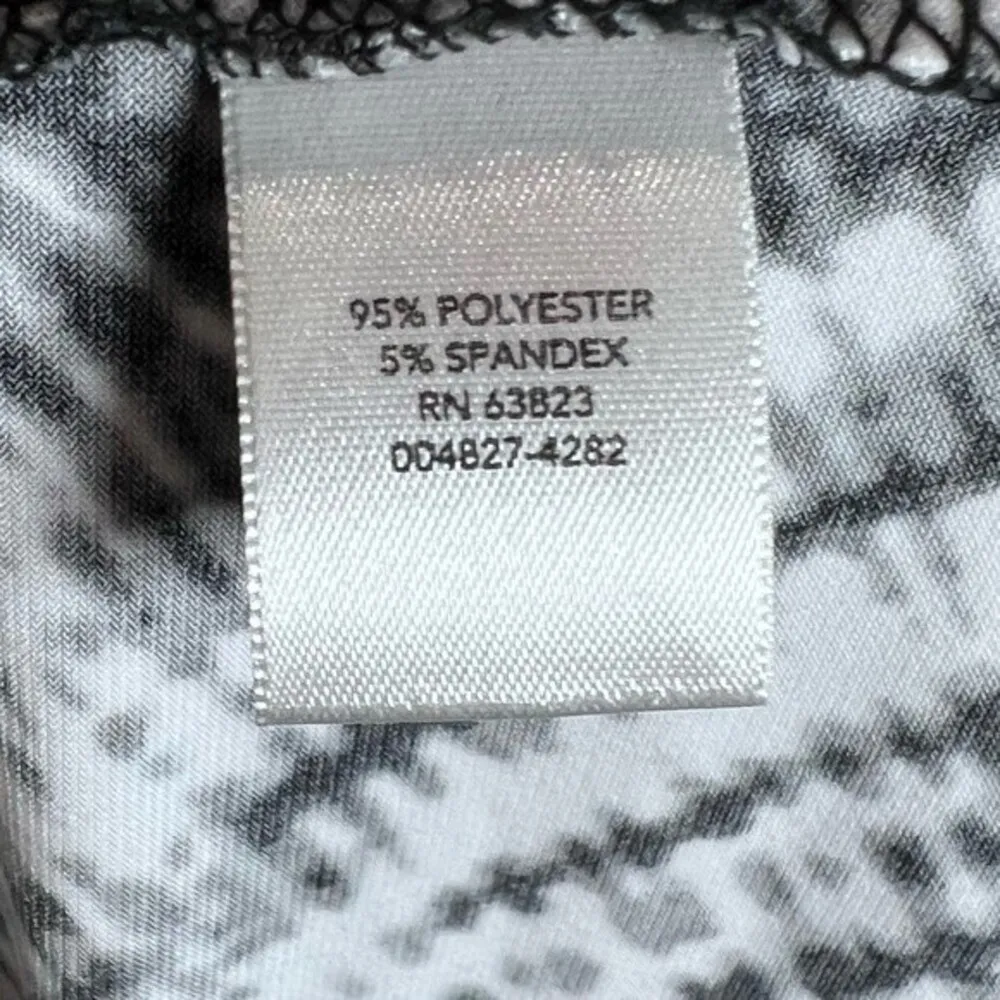 95% POLYESTER
5% SPANDEX
RN 63823
004827-4282